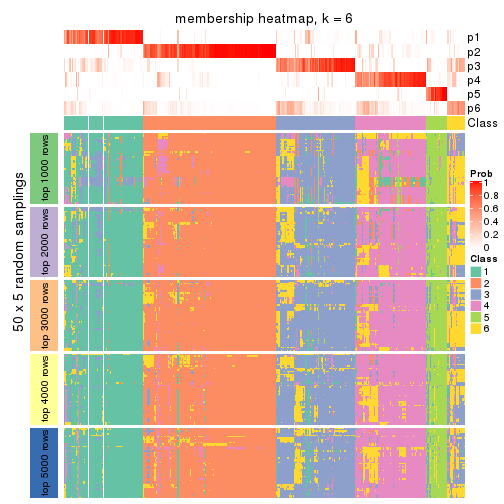 membership heatmap, k = 6
p1
p2
p3
p4
p5
p6
Class
50 x 5 random samplings
top 1000 rows
top 2000 rows
top 3000 rows
top 4000 rows
top 5000 rows
Prob
1
0.8
0.6
0.4
0.2
0
Class
1
2
3
4
5
6